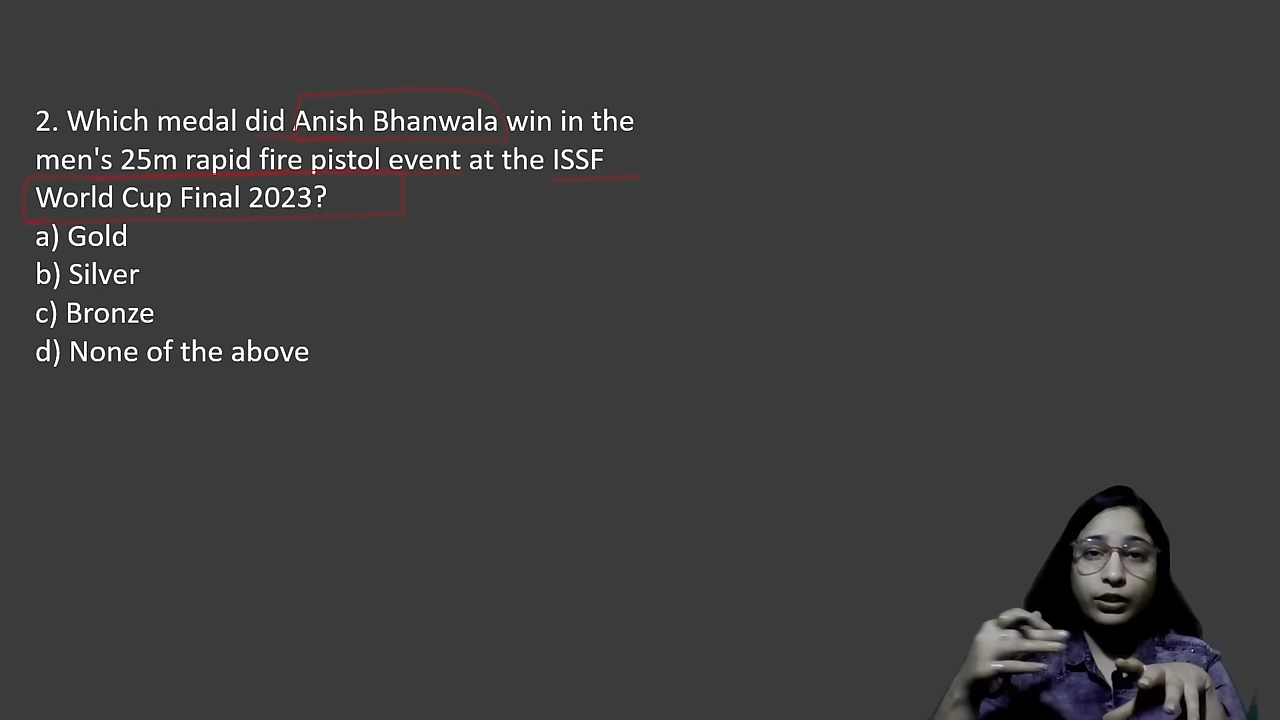 2. Which medal did Anish Bhanwala win in the
men's 25m rapid fire pistol event at the ISSF
World Cup Final 2023?
a) Gold
b) Silver
c) Bronze
d) None of the above